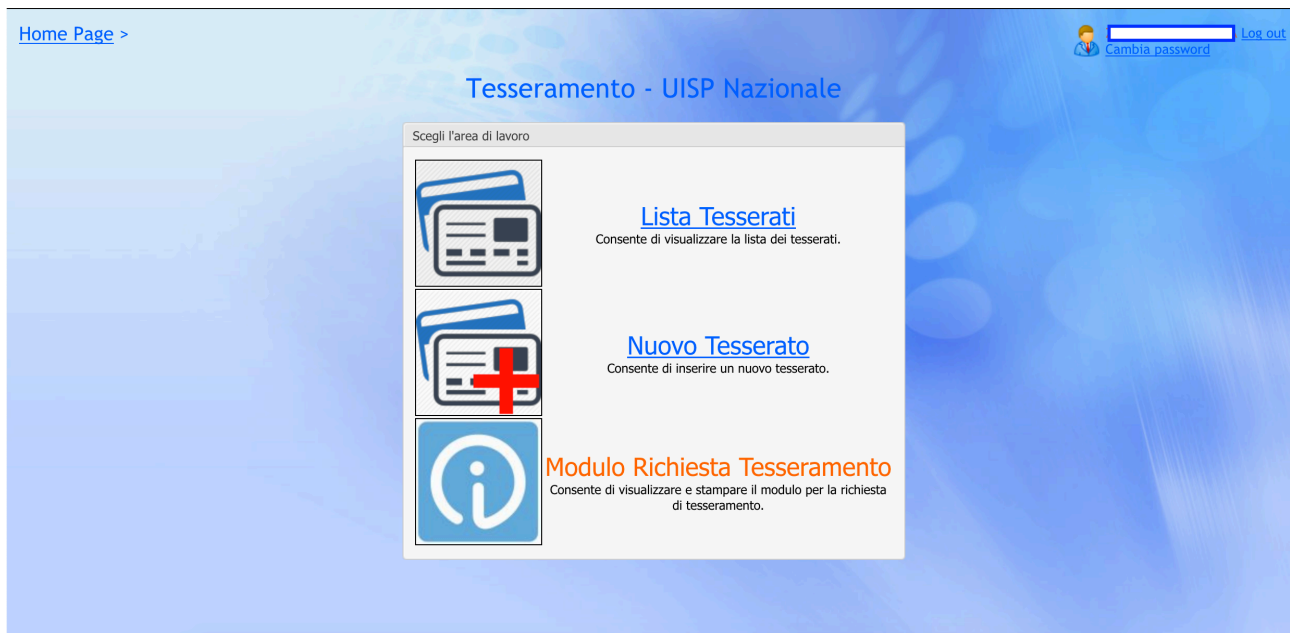 Home Page >
Log out
Cambia password
Tesseramento - UISP Nazionale
Scegli l'area di lavoro
Lista Tesserati
Consente di visualizzare la lista dei tesserati.
Nuovo Tesserato
Consente di inserire un nuovo tesserato.
Modulo Richiesta Tesseramento
Consente di visualizzare e stampare il modulo per la richiesta
di tesseramento.